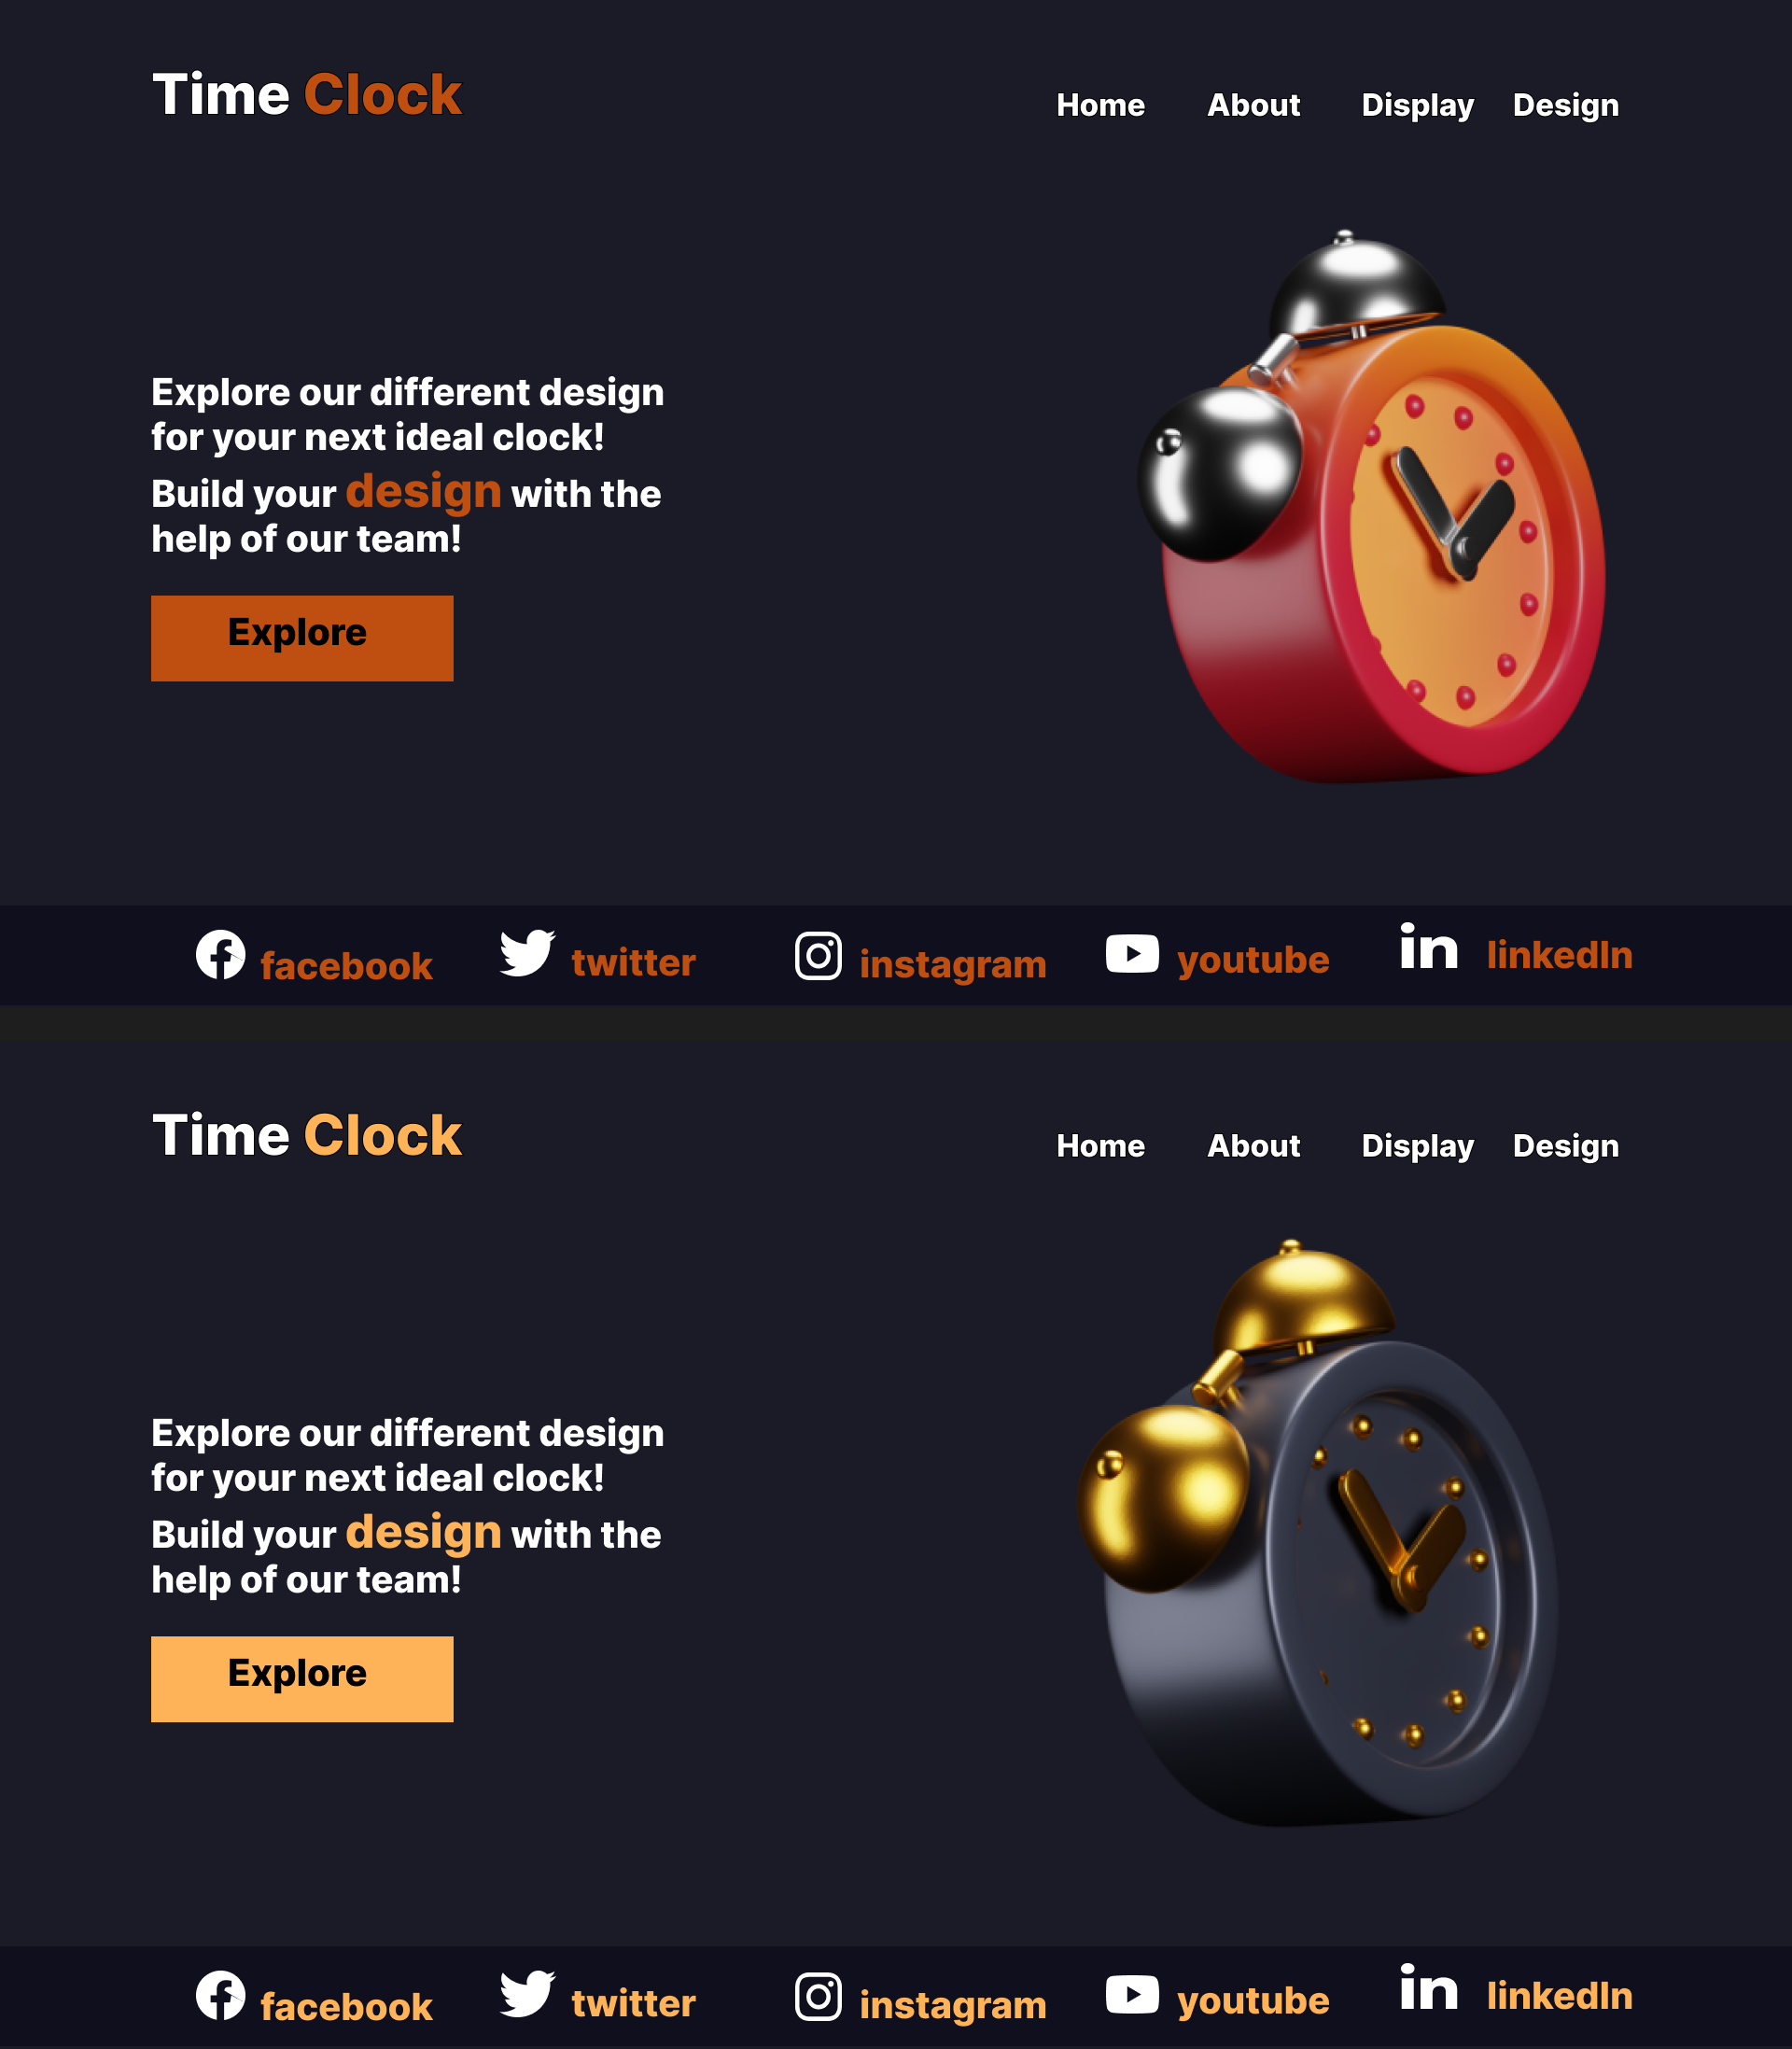 Time Clock
Home About Display Design
Explore our different design
for your next ideal clock!
Build your design with the
help of our team!
Explore
facebook twitter instagram youtube linkedIn
Time Clock
Home About Display Design
Explore our different design
for your next ideal clock!
Build your design with the
help of our team!
Explore
facebook twitter instagram youtube linkedIn